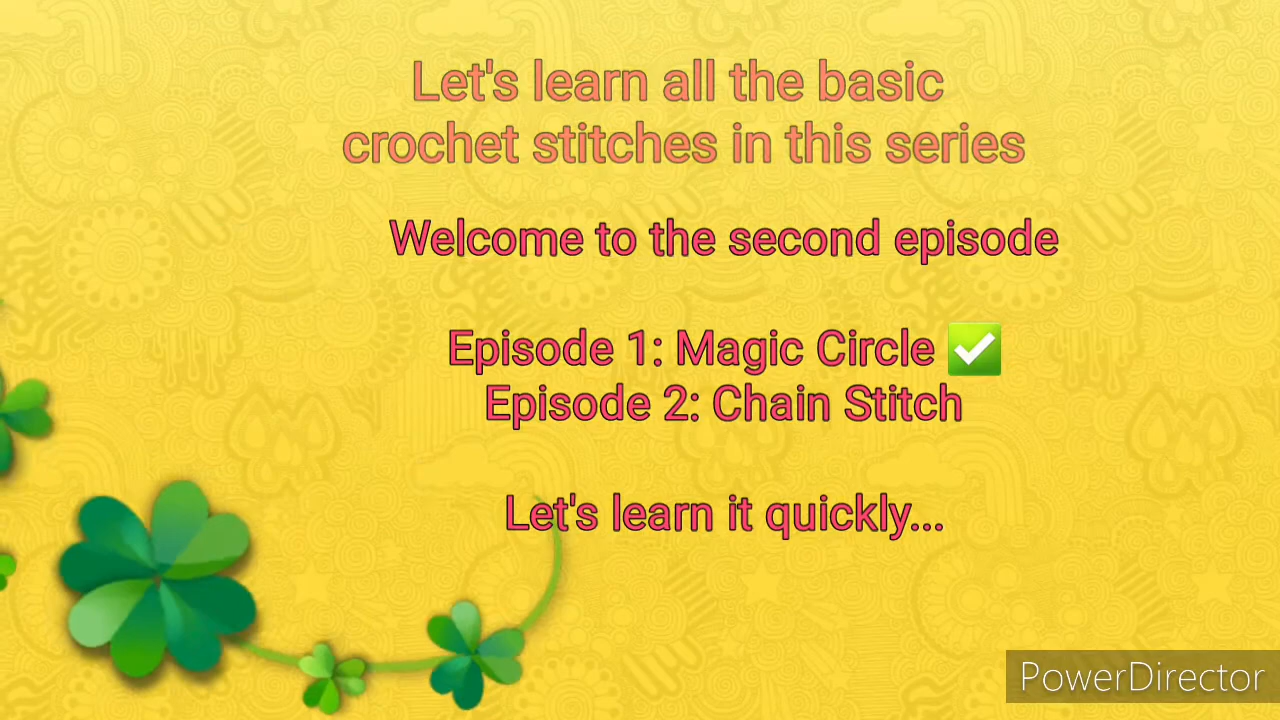 Let's learn all the basic
crochet stitches in this series
Welcome to the second episode
Episode 1: Magic Circle ✅
Episode 2: Chain Stitch
Let's learn it quickly...
PowerDirector